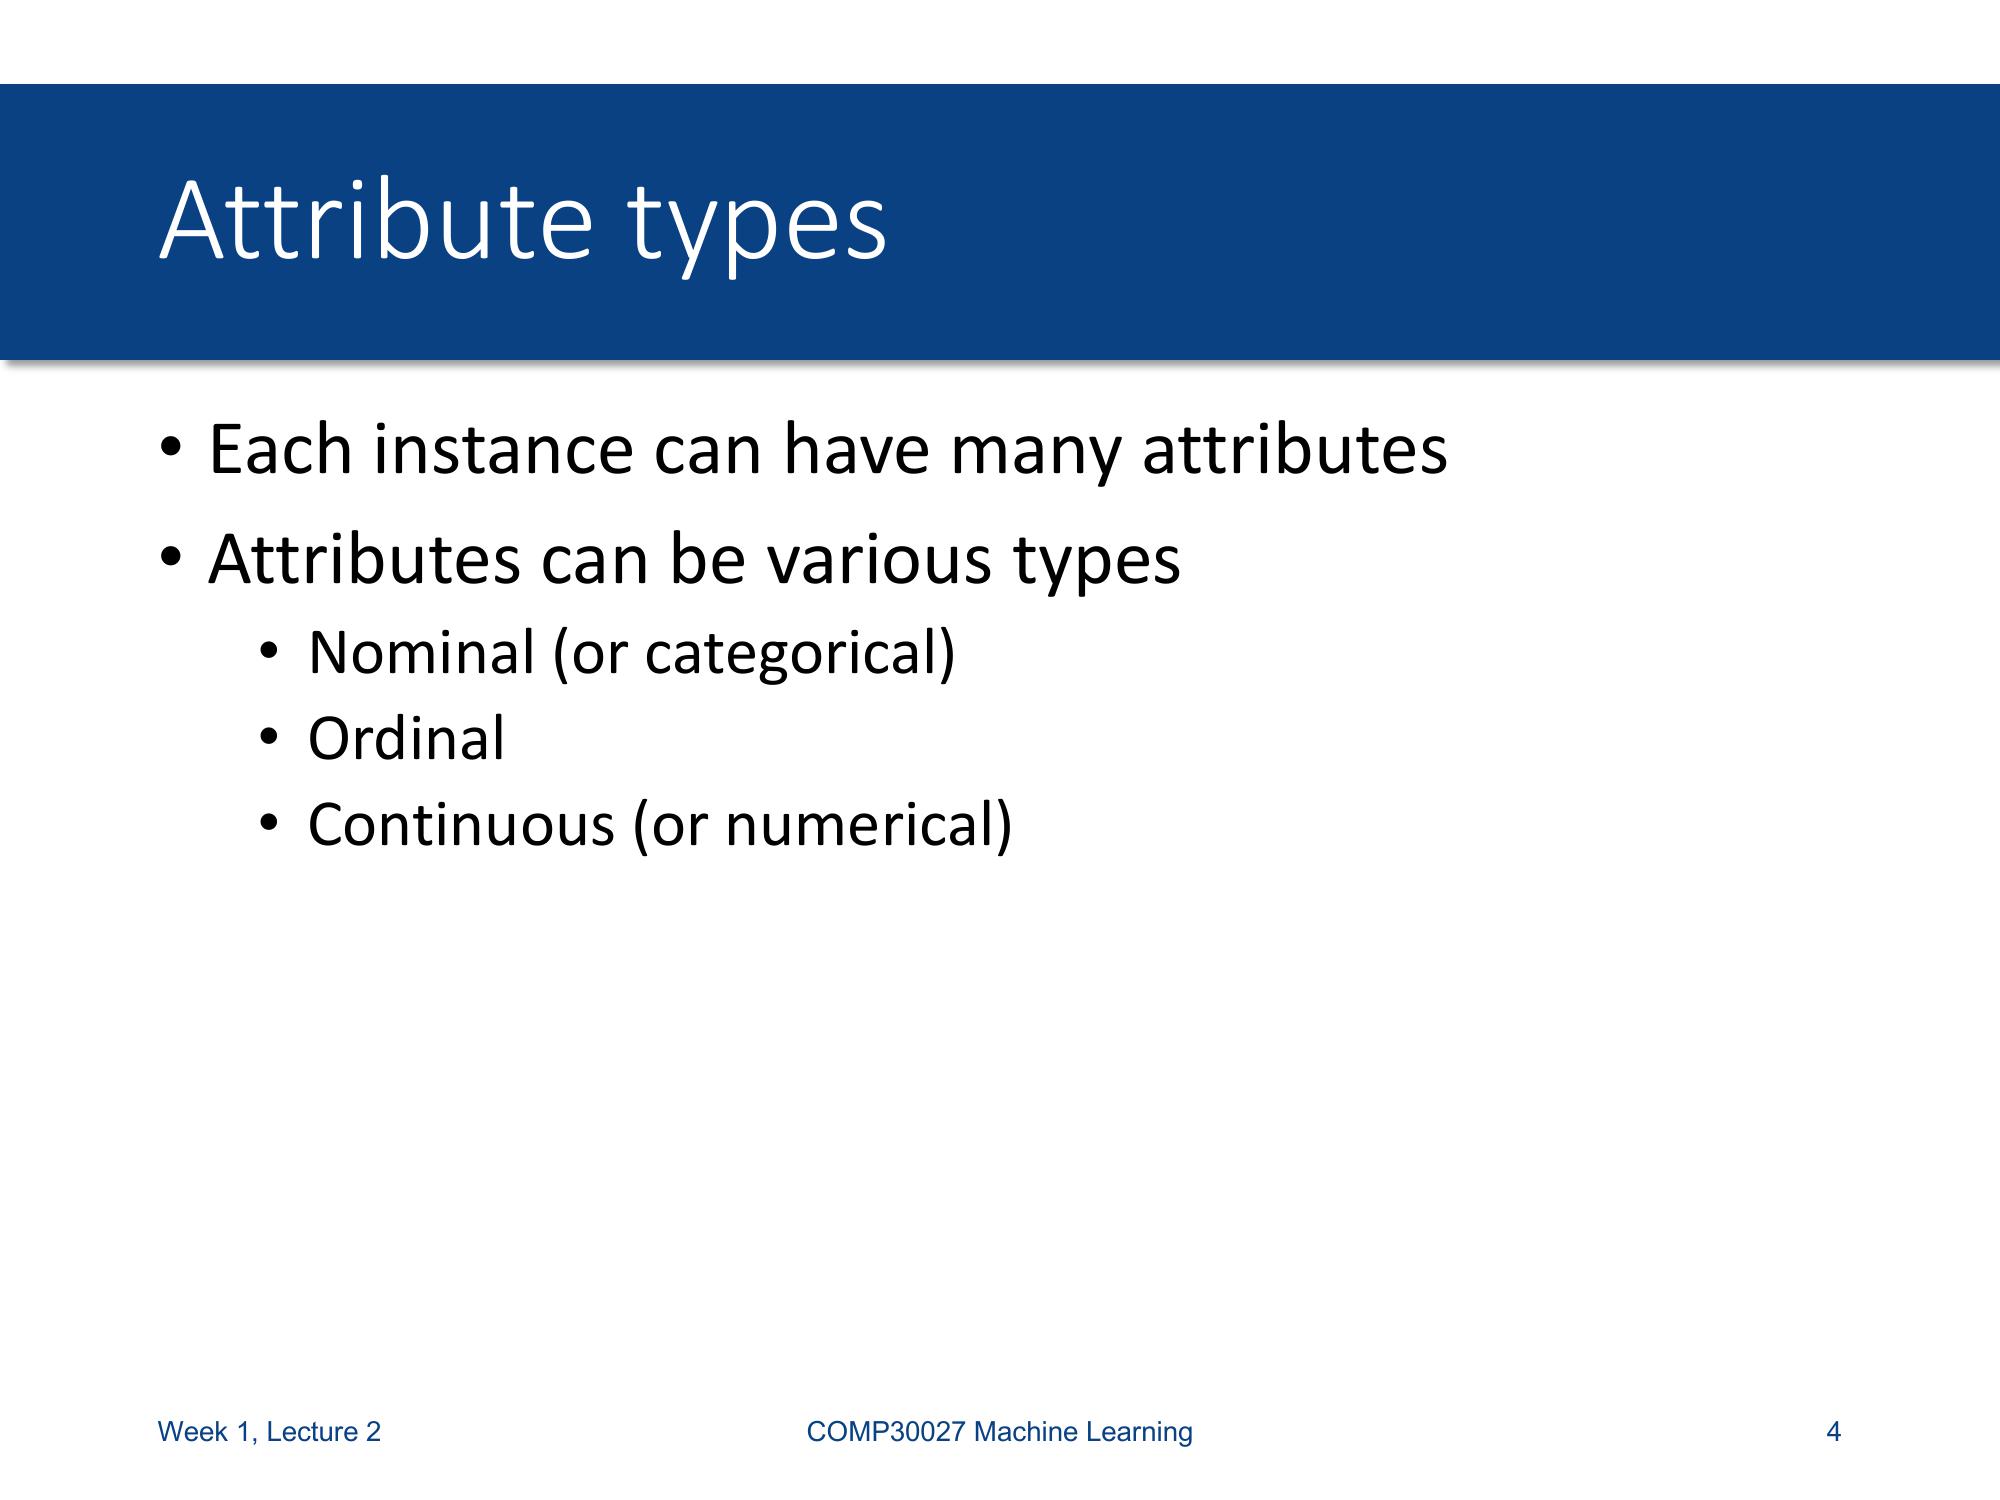 Attribute types
• Each instance can have many attributes
• Attributes can be various types
• Nominal (or categorical)
• Ordinal
• Continuous (or numerical)
Week 1, Lecture 2
COMP30027 Machine Learning
4